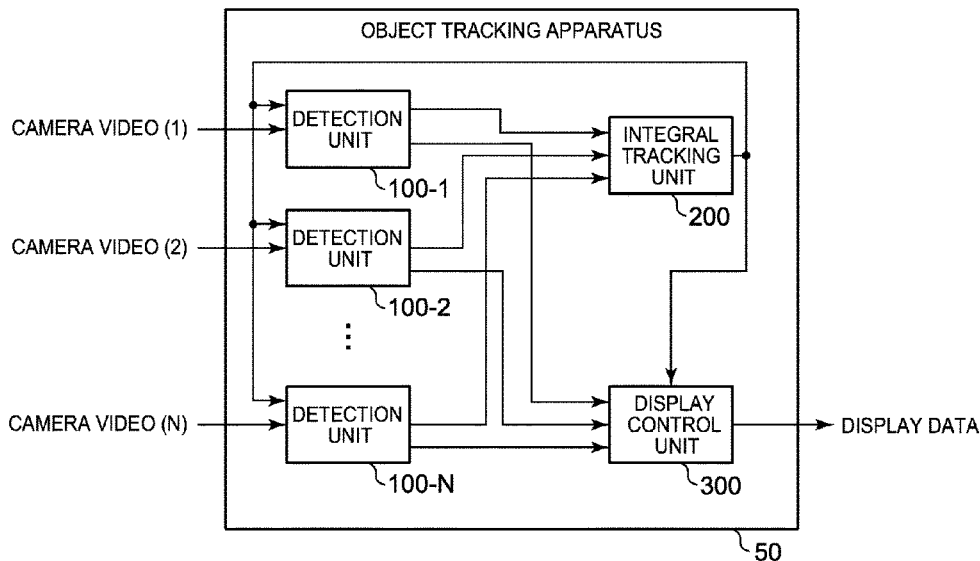 OBJECT TRACKING APPARATUS
CAMERA VIDEO (1)
DETECTION
UNIT
100-1
INTEGRAL
TRACKING
UNIT
200
CAMERA VIDEO (2)
DETECTION
UNIT
100-2
CAMERA VIDEO (N)
DETECTION
UNIT
100-N
DISPLAY
CONTROL
UNIT
300
DISPLAY DATA
50